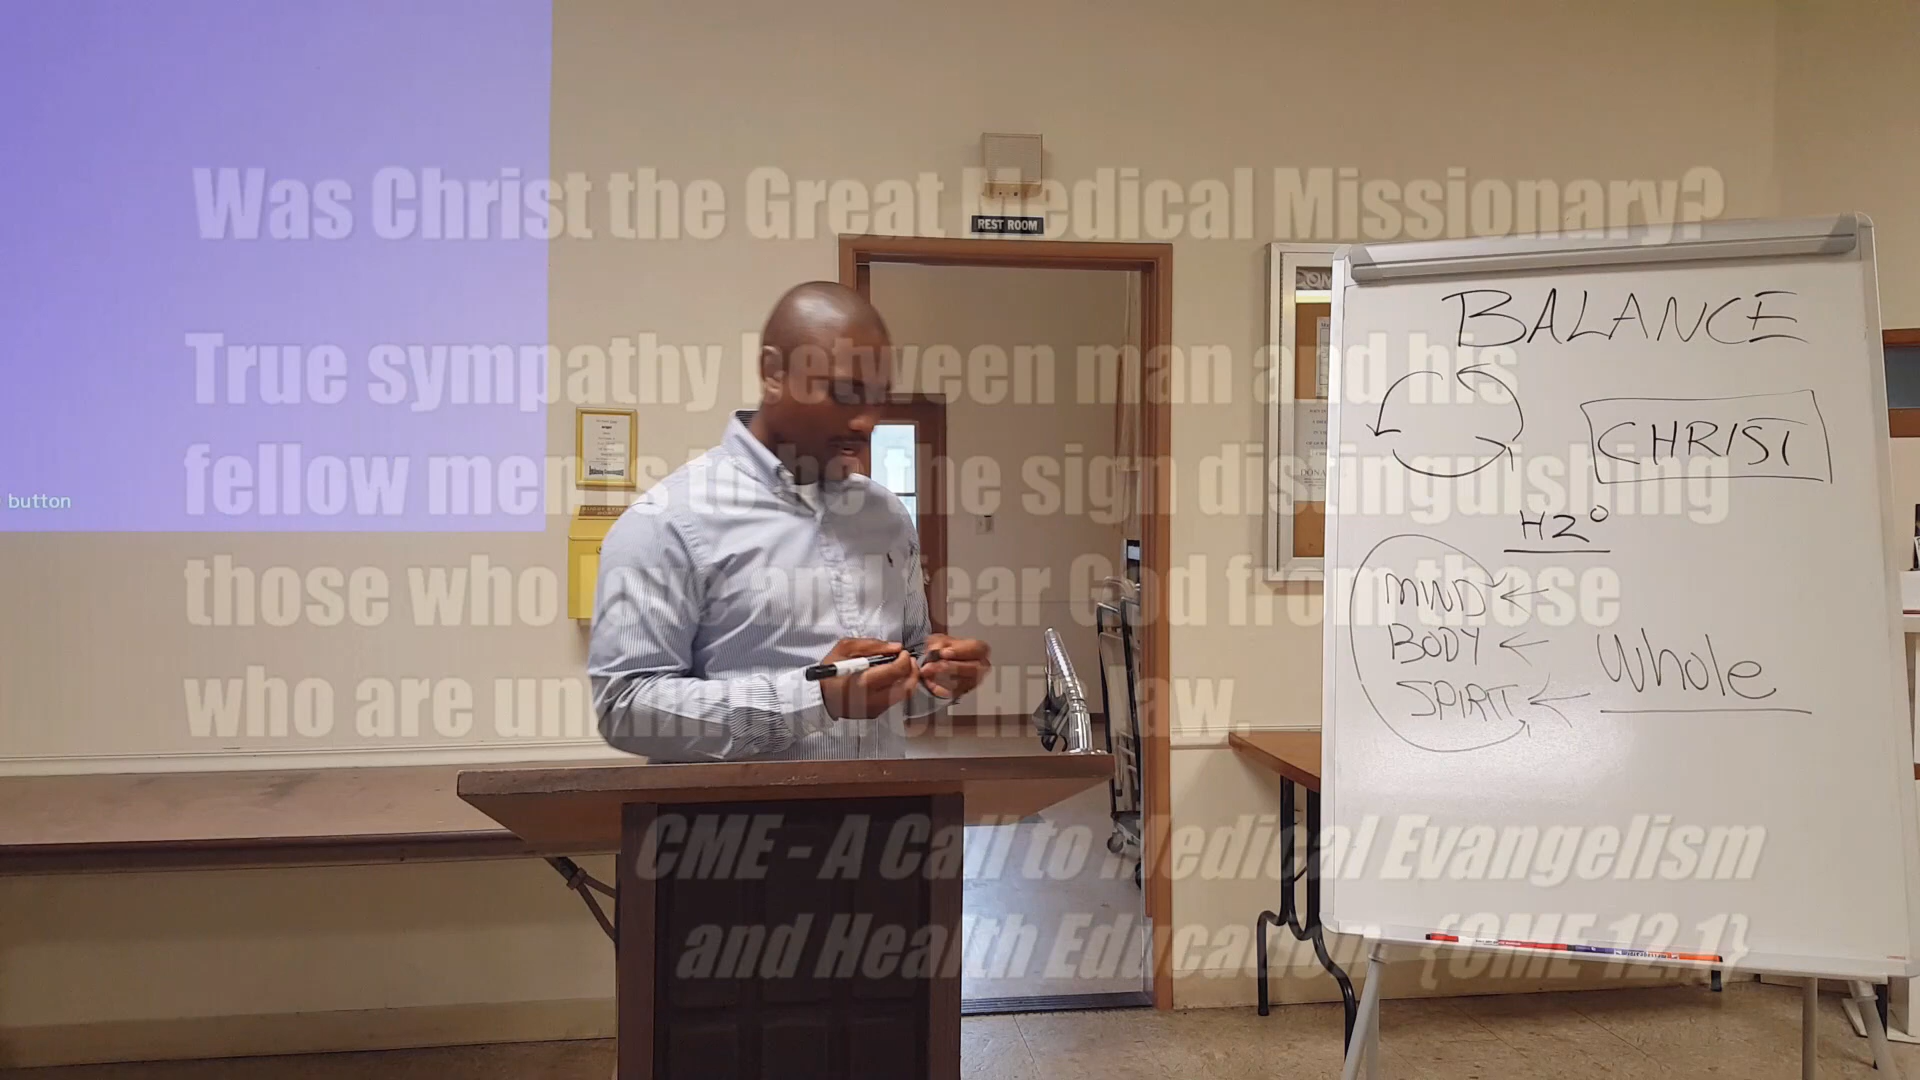 Was Christ the Great Medical Missionary?
True sympathy between man and his
fellow men is to be the sign distinguishing
those who love and fear God from those
who are unmindful of His law.
CME - A Call to Medical Evangelism
and Health Education {CME 12.1}
button
REST ROOM
BALANCE
CHRIST
H2O
MIND
BODY
SPIRIT
Whole